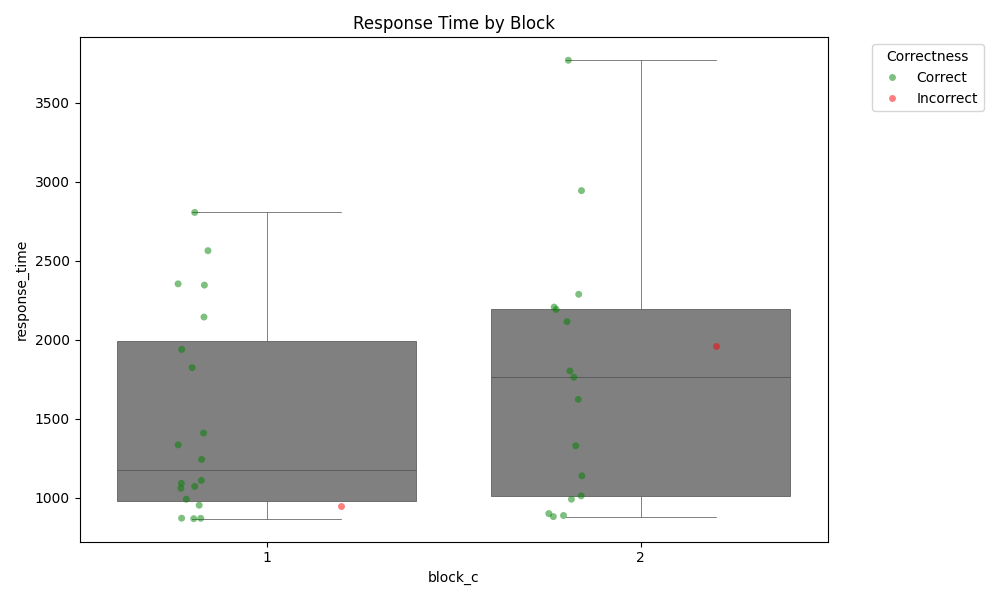 Response Time by Block
Correctness
Correct
Incorrect
response_time
3500
3000
2500
2000
1500
1000
1
2
block_c